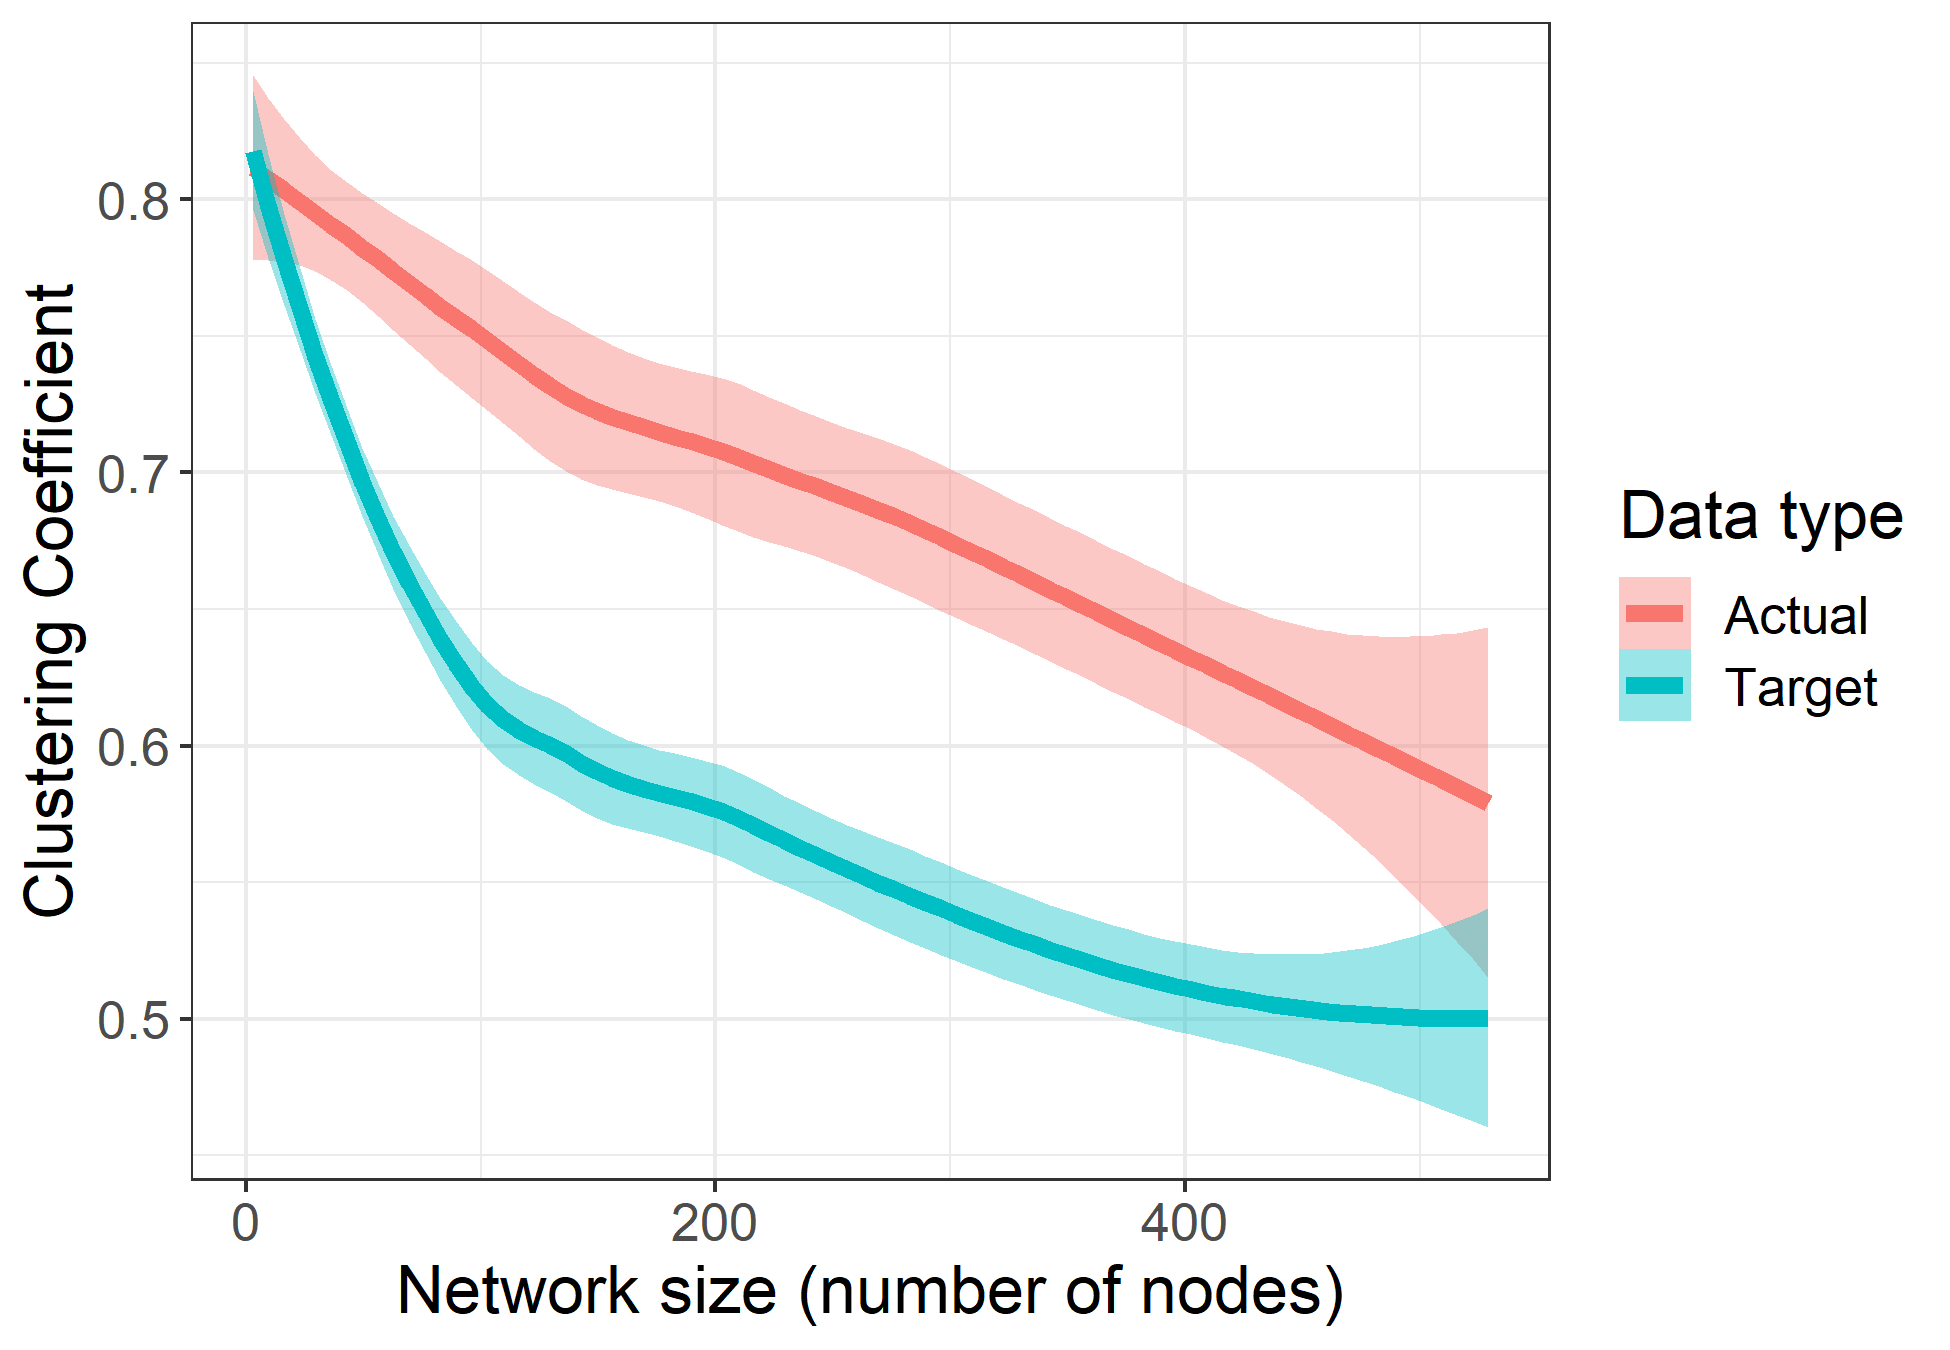 Clustering Coefficient
0.8
0.7
0.6
0.5
0
200
400
Network size (number of nodes)
Data type
Actual
Target